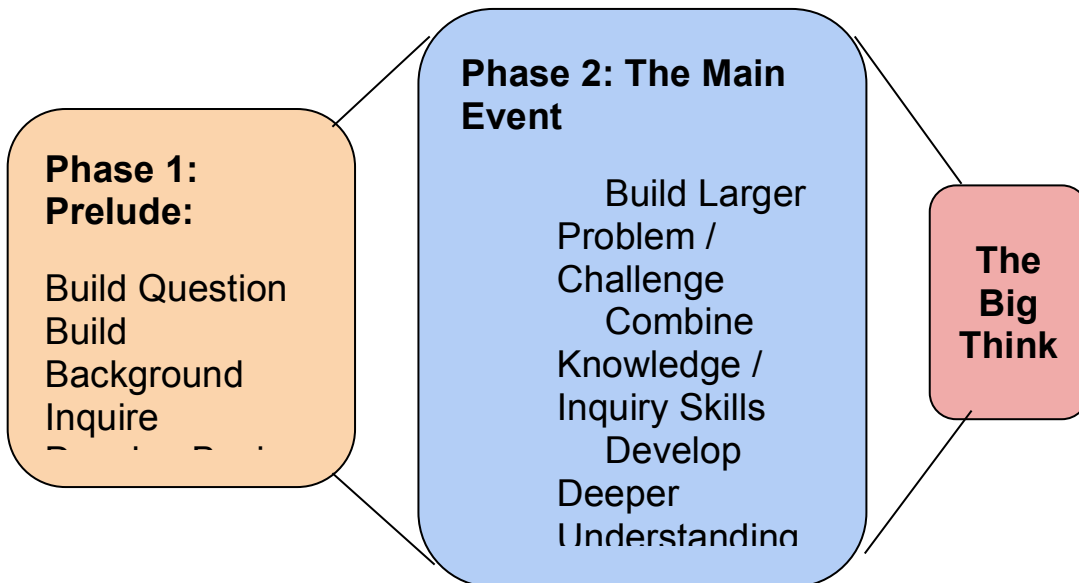 Phase 1:
Prelude:
Build Question
Build
Background
Inquire
Phase 2: The Main
Event
Build Larger
Problem /
Challenge
Combine
Knowledge /
Inquiry Skills
Develop
Deeper
Understanding
The
Big
Think